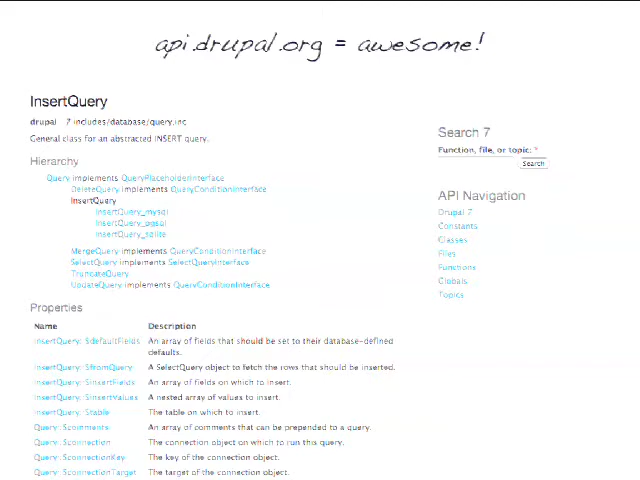 api.drupal.org = awesome!
InsertQuery
drupal 7 includes/database/query.inc
General class for an abstracted INSERT query.
Hierarchy
Query implements QueryPlaceholderInterface
DeleteQuery implements QueryConditionInterface
InsertQuery
InsertQuery_mysql
InsertQuery_pgsql
InsertQuery_sqlite
MergeQuery implements QueryConditionInterface
SelectQuery implements SelectQueryInterface
TruncateQuery
UpdateQuery implements QueryConditionInterface
Properties
Name Description
InsertQuery::$defaultFields An array of fields that should be set to their database-defined
defaults.
InsertQuery::$fromQuery A SelectQuery object to fetch the rows that should be inserted.
InsertQuery::$insertFields An array of fields on which to insert.
InsertQuery::$insertValues A nested array of values to insert.
InsertQuery::$table The table on which to insert.
Query::$comments An array of comments that can be prepended to a query.
Query::$connection The connection object on which to run this query.
Query::$connectionKey The key of the connection object.
Query::$connectionTarget The target of the connection object.
Search 7
Function, file, or topic: *
Search
API Navigation
Drupal 7
Constants
Classes
Files
Functions
Globals
Topics